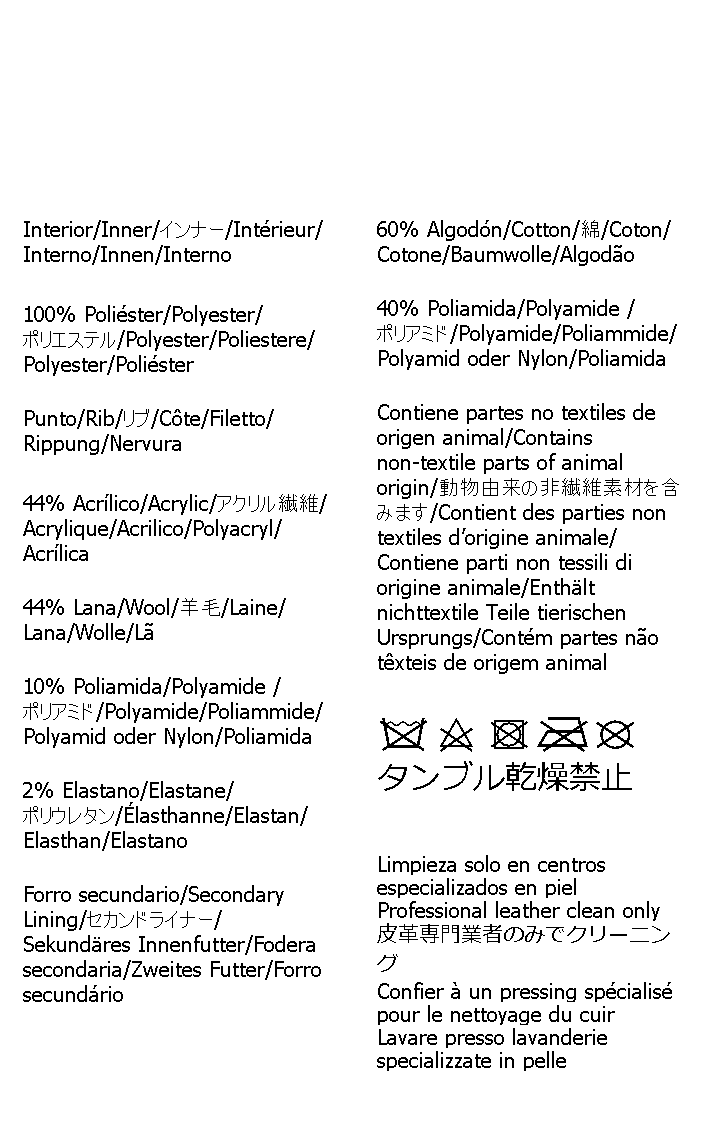 Interior/Inner/インナー/Intérieur/
Interno/Innen/Interno
100% Poliéster/Polyester/
ポリエステル/Polyester/Poliestere/
Polyester/Poliéster
Punto/Rib/リブ/Côte/Filetto/
Rippung/Nervura
44% Acrílico/Acrylic/アクリル繊維/
Acrylique/Acrilico/Polyacryl/
Acrílica
44% Lana/Wool/羊毛/Laine/
Lana/Wolle/Lã
10% Poliamida/Polyamide /
ポリアミド/Polyamide/Poliammide/
Polyamid oder Nylon/Poliamida
2% Elastano/Elastane/
ポリウレタン/Élasthanne/Elastan/
Elasthan/Elastano
Forro secundario/Secondary
Lining/セカンドライナー/
Sekundäres Innenfutter/Fodera
secondaria/Zweites Futter/Forro
secundário
60% Algodón/Cotton/綿/Coton/
Cotone/Baumwolle/Algodão
40% Poliamida/Polyamide /
ポリアミド/Polyamide/Poliammide/
Polyamid oder Nylon/Poliamida
Contiene partes no textiles de
origen animal/Contains
non-textile parts of animal
origin/動物由来の非繊維素材を含
みます/Contient des parties non
textiles d’origine animale/
Contiene parti non tessili di
origine animale/Enthält
nichttextile Teile tierischen
Ursprungs/Contém partes não
têxteis de origem animal
タンブル乾燥禁止
Limpieza solo en centros
especializados en piel
Professional leather clean only
皮革専門業者のみでクリーニン
グ
Confier à un pressing spécialisé
pour le nettoyage du cuir
Lavare presso lavanderie
specializzate in pelle